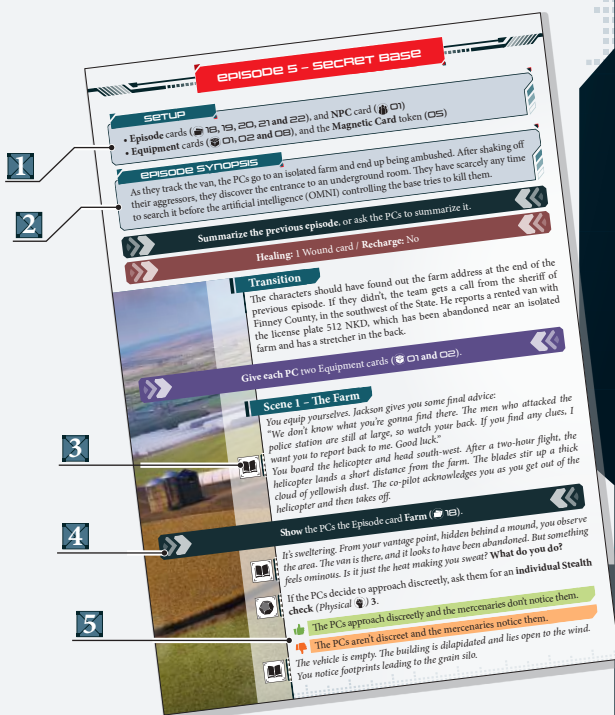 EPISODE 5 – SECRET BASE
SETUP
• Episode cards (18, 19, 20, 21 and 22), and NPC card (01)
• Equipment cards (01, 02 and 08), and the Magnetic Card token (05)
1
EPISODE SYNOPSIS
As they track the van, the PCs go to an isolated farm and end up being ambushed. After shaking off
their aggressors, they discover the entrance to an underground room. They have scarcely any time
to search it before the artificial intelligence (OMNI) controlling the base tries to kill them.
2
Summarize the previous episode, or ask the PCs to summarize it.
Healing: 1 Wound card / Recharge: No
Transition
The characters should have found out the farm address at the end of the
previous episode. If they didn't, the team gets a call from the sheriff of
Finney County, in the southwest of the State. He reports a rented van with
the license plate 512 NKD, which has been abandoned near an isolated
farm and has a stretcher in the back.
Give each PC two Equipment cards (01 and 02).
Scene 1 – The Farm
You equip yourselves. Jackson gives you some final advice:
"We don't know what you're gonna find there. The men who attacked the
police station are still at large, so watch your back. If you find any clues, I
want you to report back to me. Good luck."
3
You board the helicopter and head south-west. After a two-hour flight, the
helicopter lands a short distance from the farm. The blades stir up a thick
cloud of yellowish dust. The co-pilot acknowledges you as you get out of the
helicopter and then takes off.
4
Show the PCs the Episode card Farm (18).
It's sweltering. From your vantage point, hidden behind a mound, you observe
the area. The van is there, and it looks to have been abandoned. But something
feels ominous. Is it just the heat making you sweat? What do you do?
If the PCs decide to approach discreetly, ask them for an individual Stealth
check (Physical) 3.
5
The PCs approach discreetly and the mercenaries don't notice them.
The PCs aren't discreet and the mercenaries notice them.
The vehicle is empty. The building is dilapidated and lies open to the wind.
You notice footprints leading to the grain silo.